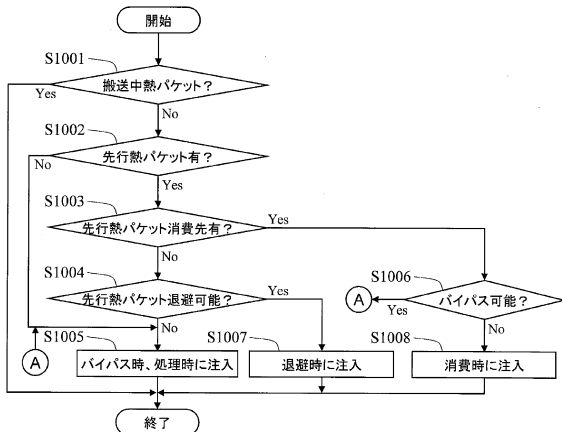 開始
S1001
搬送中熱パケット？
Yes
No
S1002
先行熱パケット有？
No
Yes
S1003
先行熱パケット消費先有？
Yes
No
S1004
先行熱パケット退避可能？
Yes
No
S1006
バイパス可能？
A
Yes
No
S1005
バイパス時、処理時に注入
S1007
退避時に注入
S1008
消費時に注入
A
終了